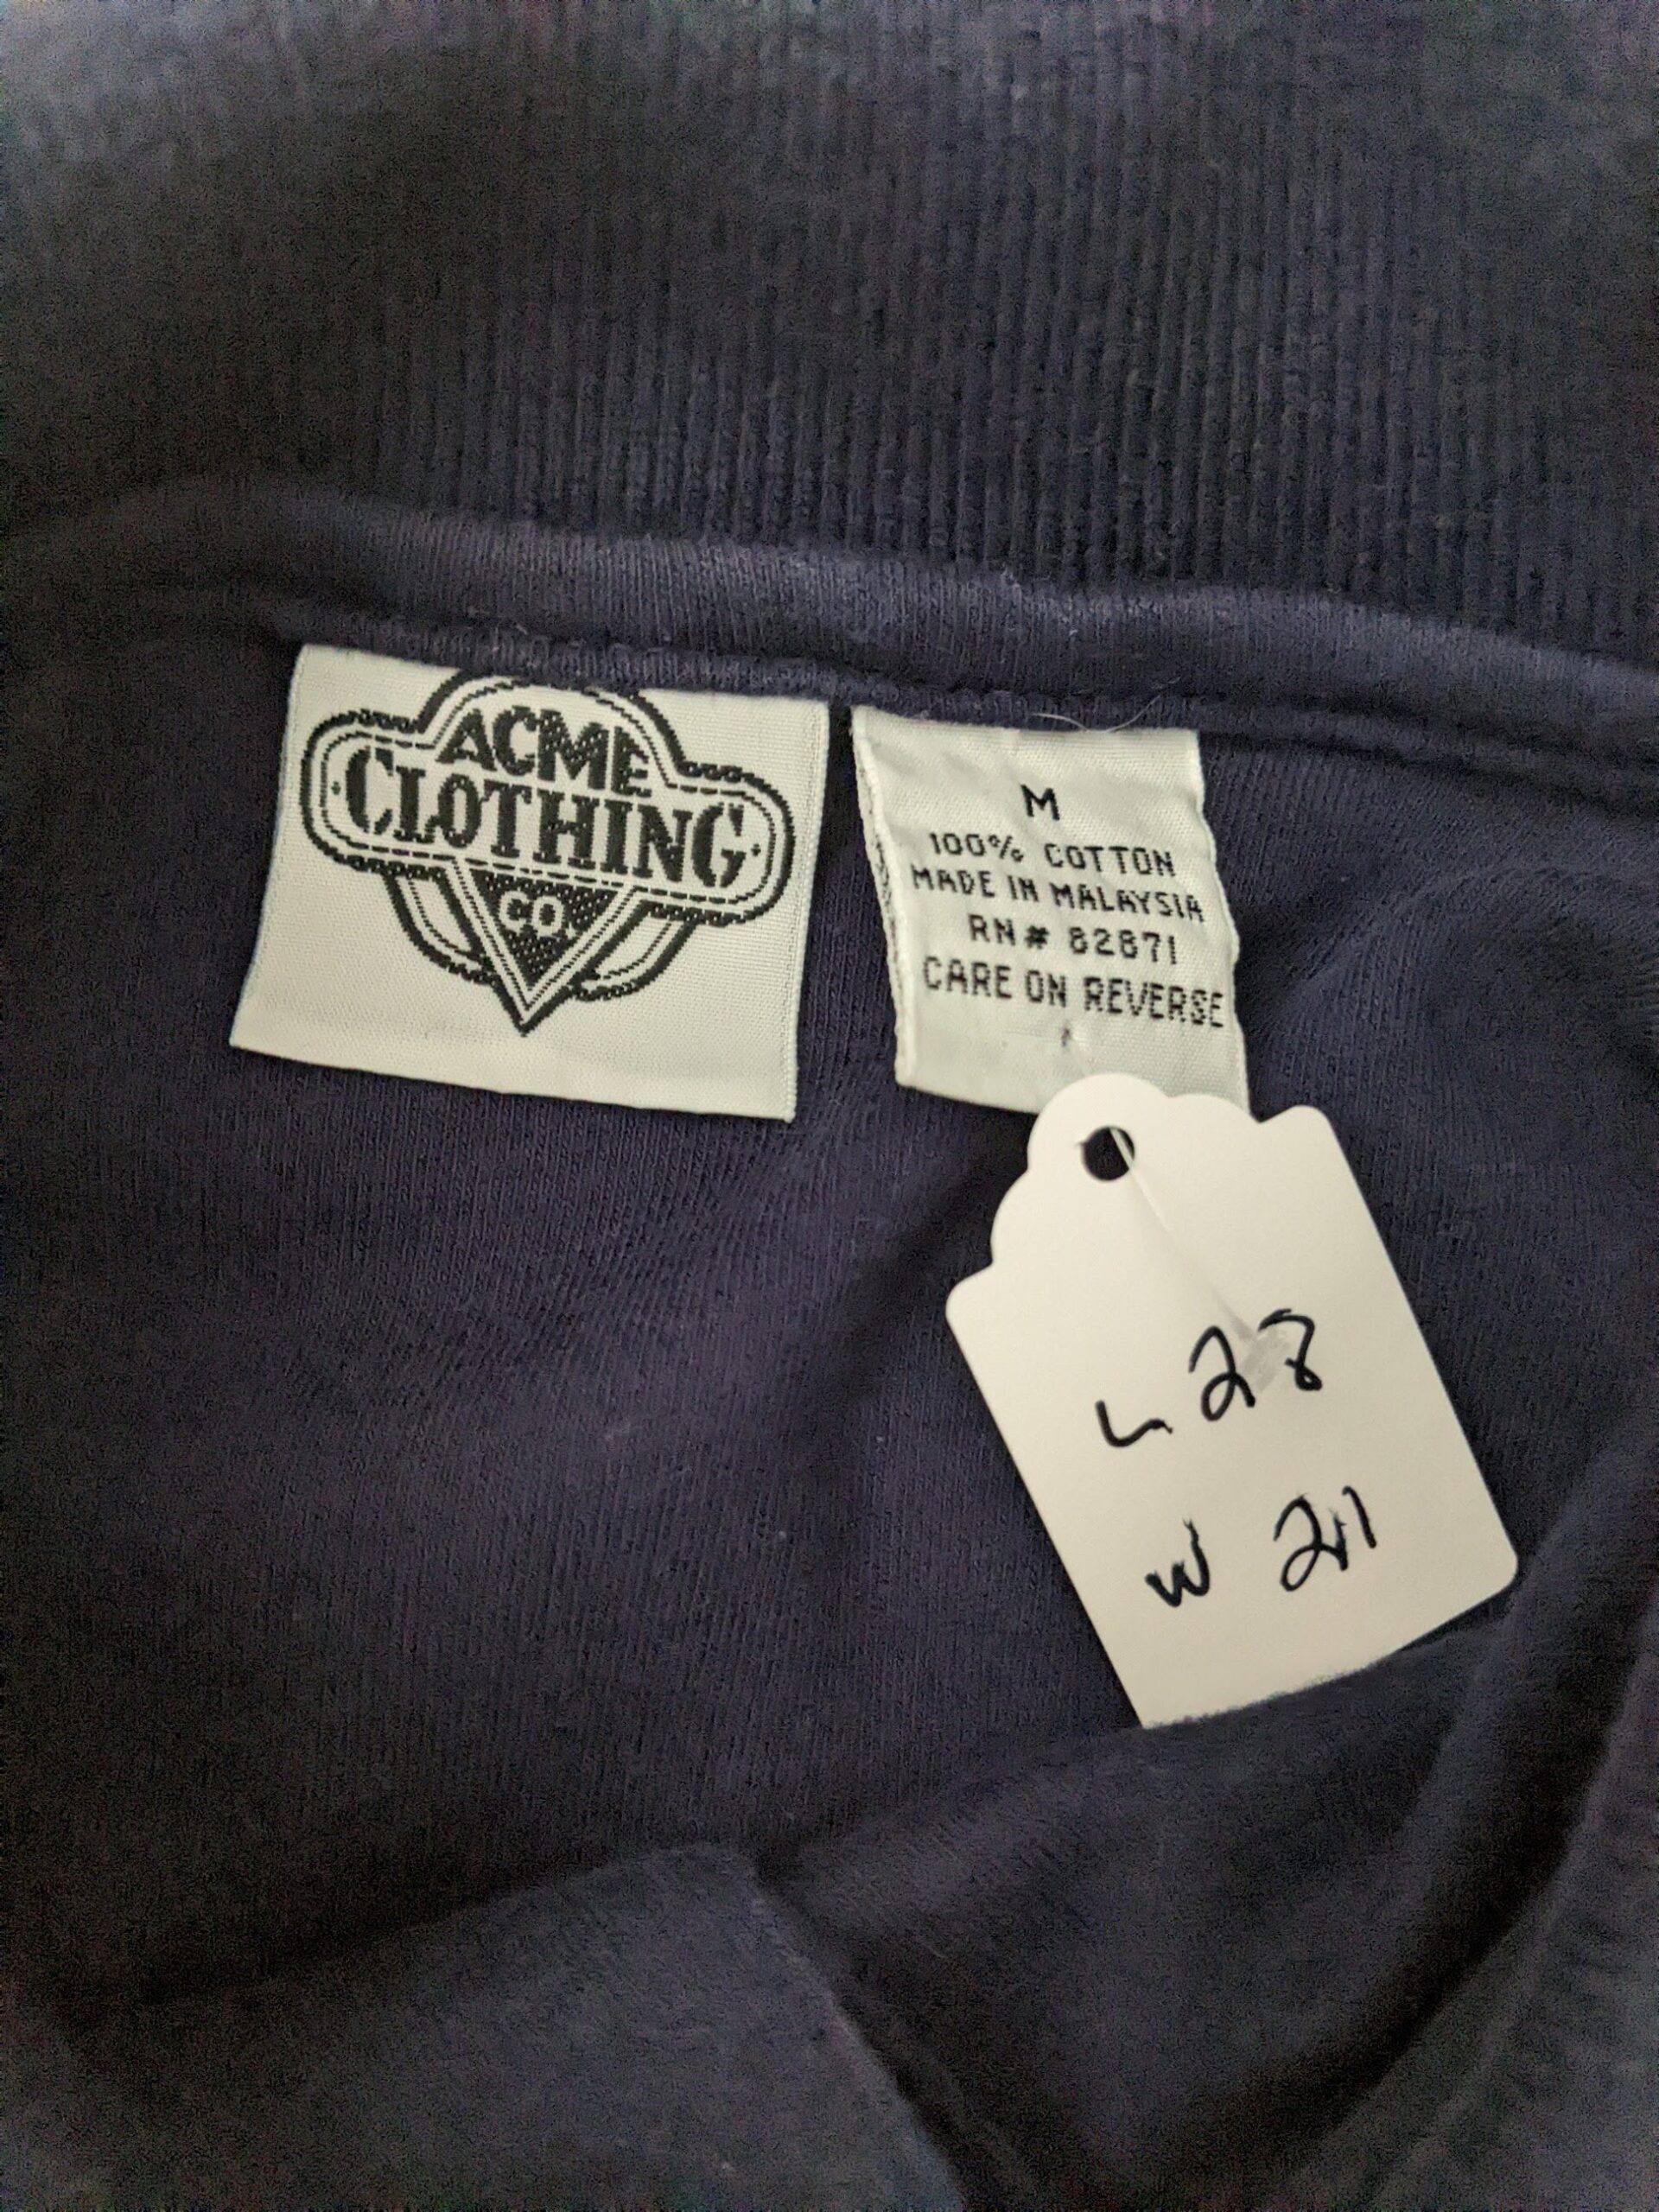 ACME
CLOTHING
CO.
M
100% COTTON
MADE IN MALAYSIA
RN# 82871
CARE ON REVERSE
L 28
W 21